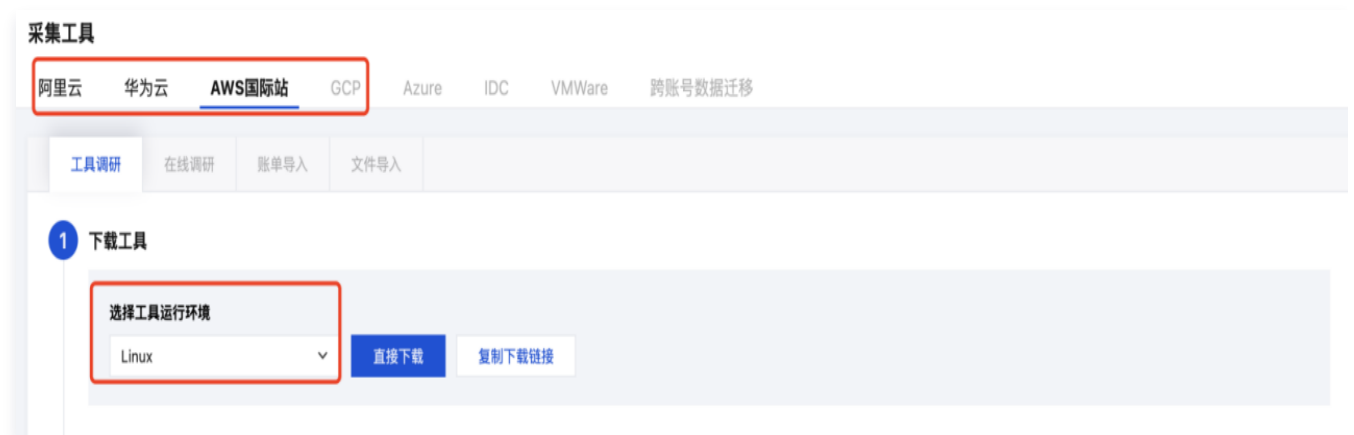 采集工具
阿里云 华为云 AWS国际站 GCP Azure IDC VMWare 跨账号数据迁移
工具调研 在线调研 账单导入 文件导入
1 下载工具
选择工具运行环境
Linux 直接下载 复制下载链接